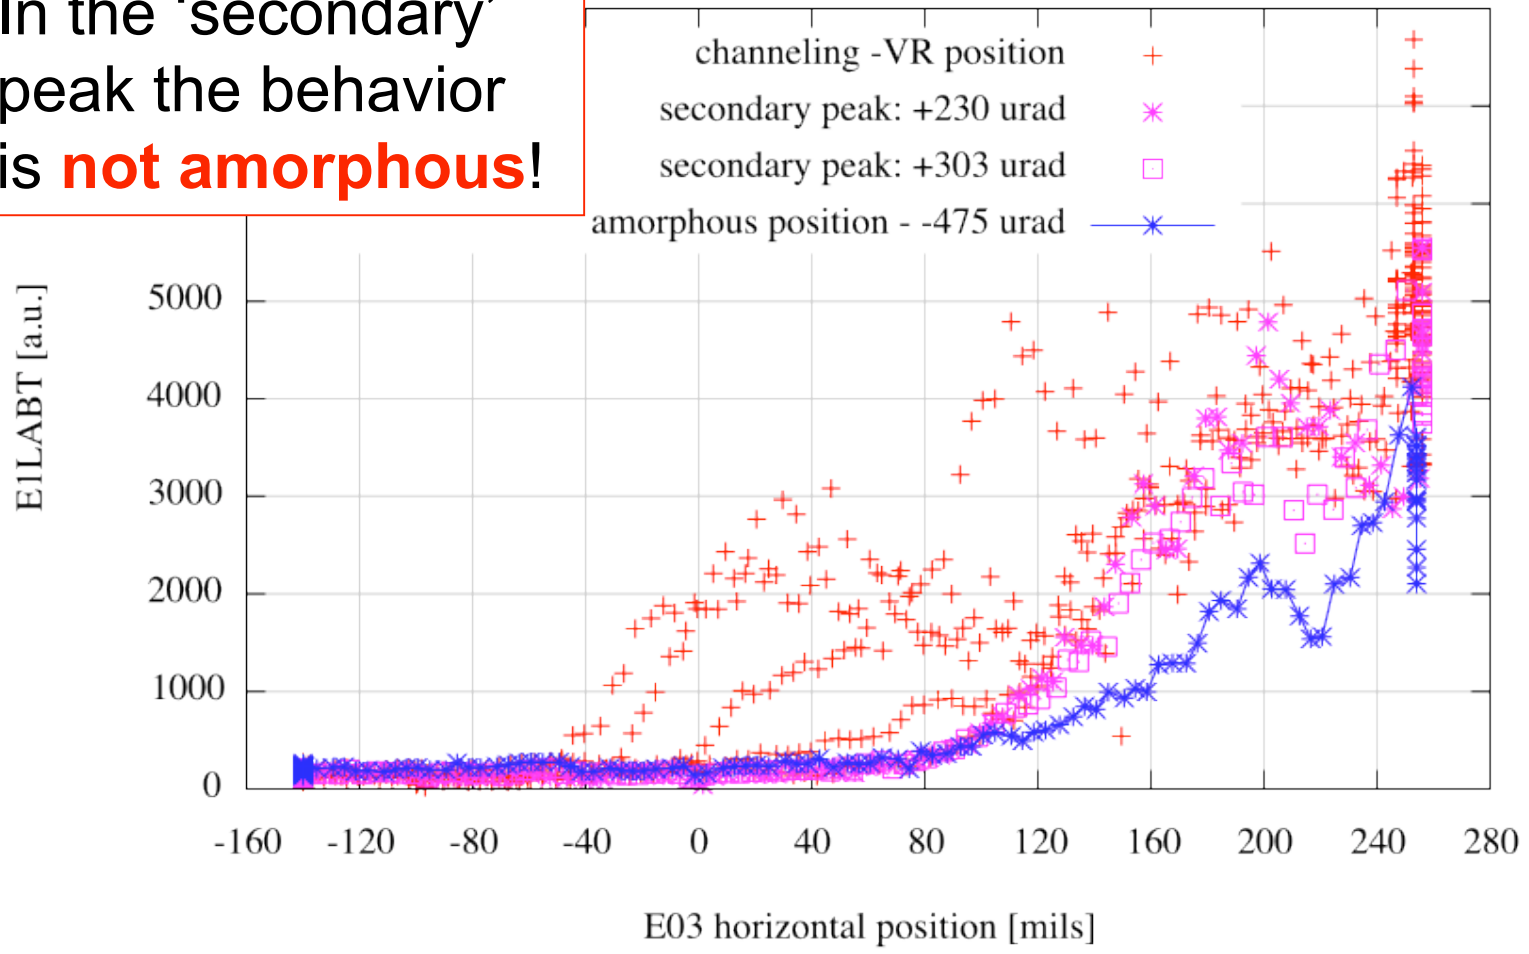 In the ‘secondary’
peak the behavior
is not amorphous!
channeling -VR position
secondary peak: +230 urad
secondary peak: +303 urad
amorphous position - -475 urad
E1LABT [a.u.]
5000
4000
3000
2000
1000
0
-160 -120 -80 -40 0 40 80 120 160 200 240 280
E03 horizontal position [mils]